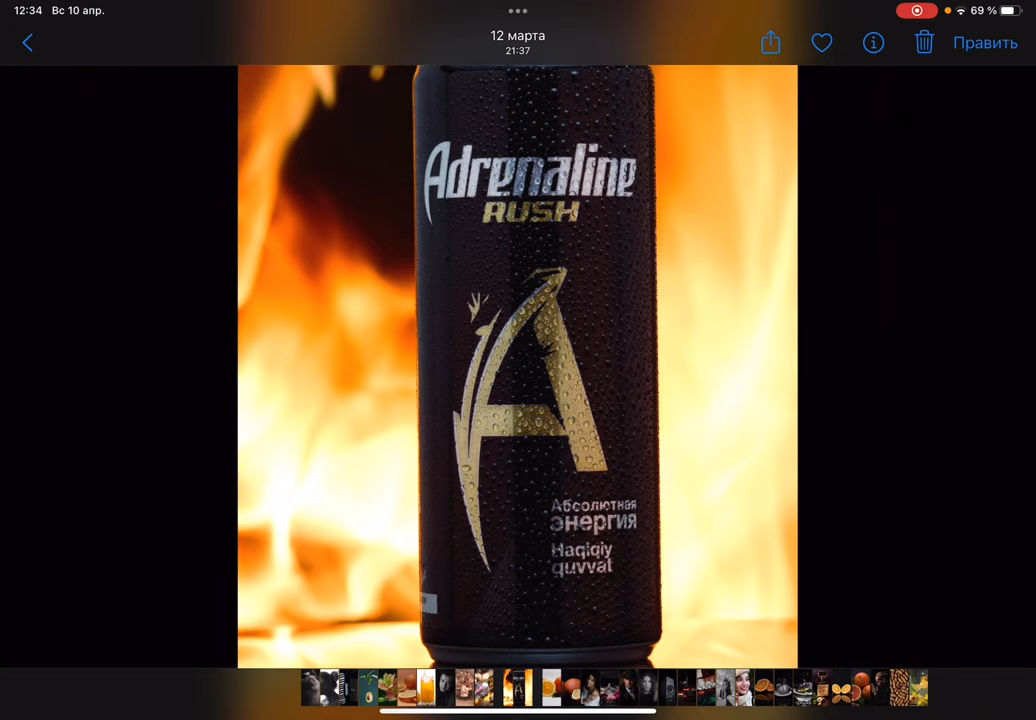 12:34 Вс 10 апр.
69 %
12 марта
21:37
Править
Adrenaline
RUSH
A
Абсолютная
энергия
Haqiqiy
quvvat